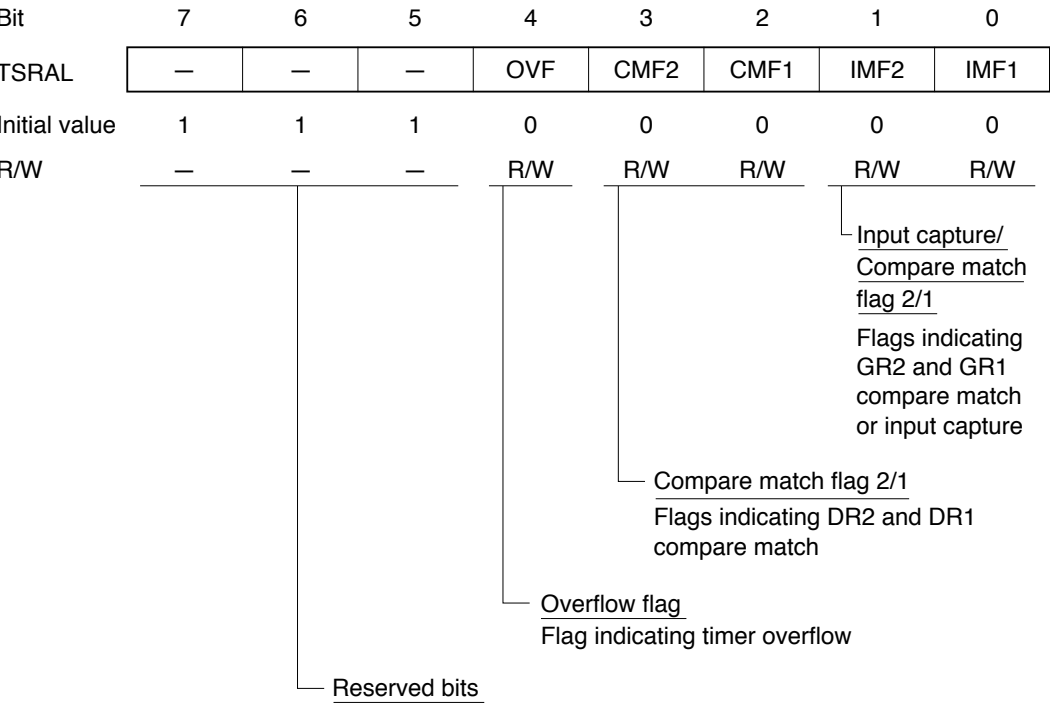 Bit 7 6 5 4 3 2 1 0
TSRAL — — — OVF CMF2 CMF1 IMF2 IMF1
Initial value 1 1 1 0 0 0 0 0
R/W — — — R/W R/W R/W R/W R/W
Input capture/
Compare match
flag 2/1
Flags indicating
GR2 and GR1
compare match
or input capture
Compare match flag 2/1
Flags indicating DR2 and DR1
compare match
Overflow flag
Flag indicating timer overflow
Reserved bits